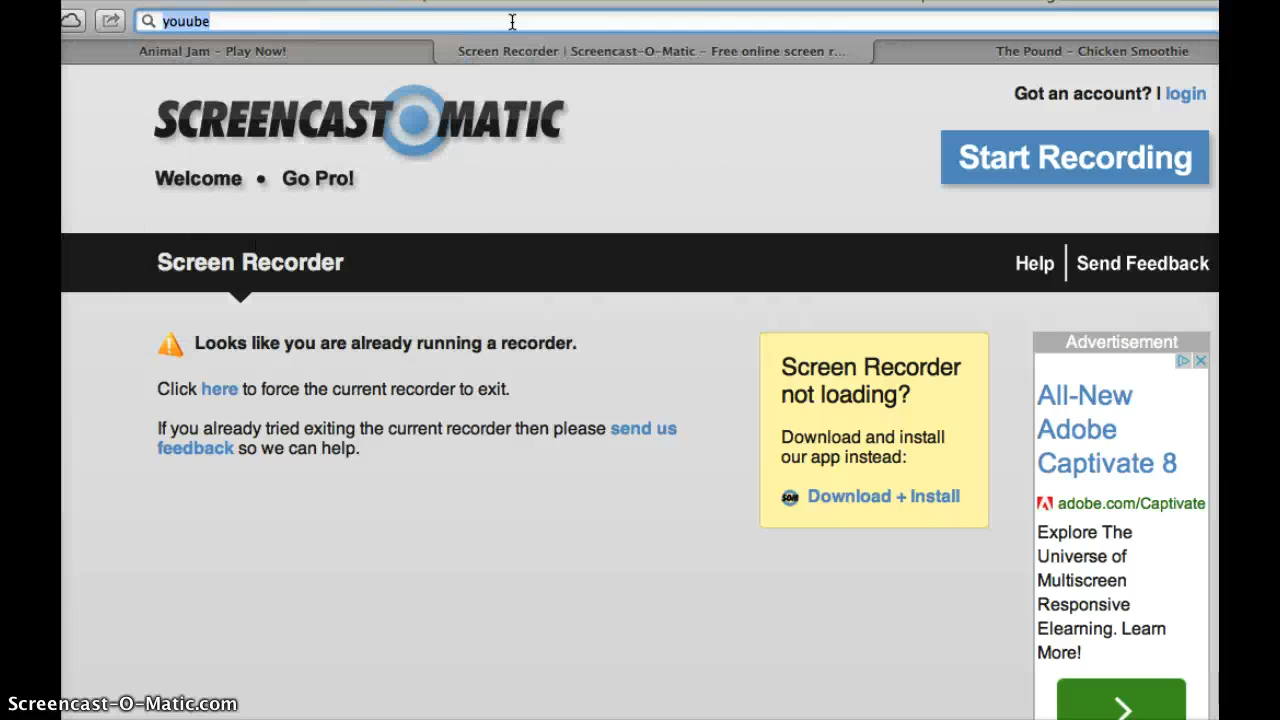 youube
Animal Jam – Play Now!
Screen Recorder | Screencast-O-Matic – Free online screen r...
The Pound – Chicken Smoothie
SCREENCAST MATIC
Got an account? | login
Start Recording
Welcome • Go Pro!
Screen Recorder
Help
Send Feedback
Looks like you are already running a recorder.
Click here to force the current recorder to exit.
If you already tried exiting the current recorder then please send us
feedback so we can help.
Screen Recorder
not loading?
Download and install
our app instead:
SOM
Download + Install
Advertisement
All-New
Adobe
Captivate 8
adobe.com/Captivate
Explore The
Universe of
Multiscreen
Responsive
Elearning. Learn
More!
Screencast-O-Matic.com